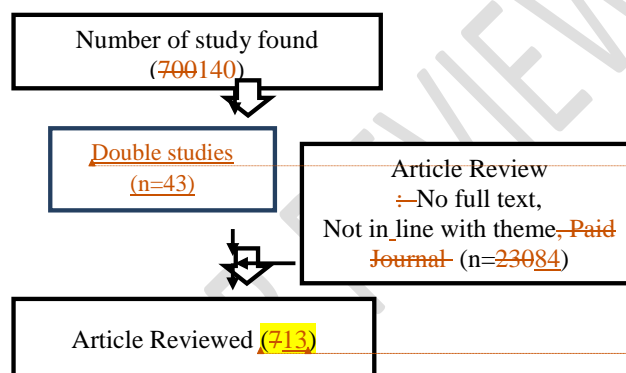 Number of study found
(700140)
Double studies
(n=43)
Article Review
: No full text,
Not in line with theme, Paid
Journal (n=23084)
Article Reviewed (713)
REVIEW